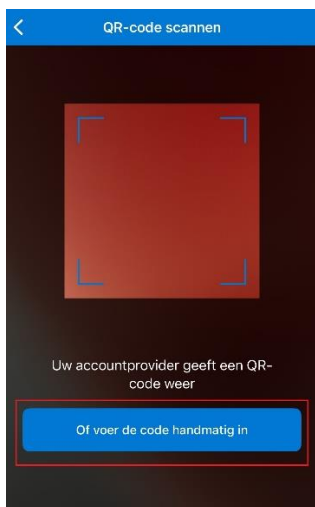 QR-code scannen
Uw accountprovider geeft een QR-
code weer
Of voer de code handmatig in